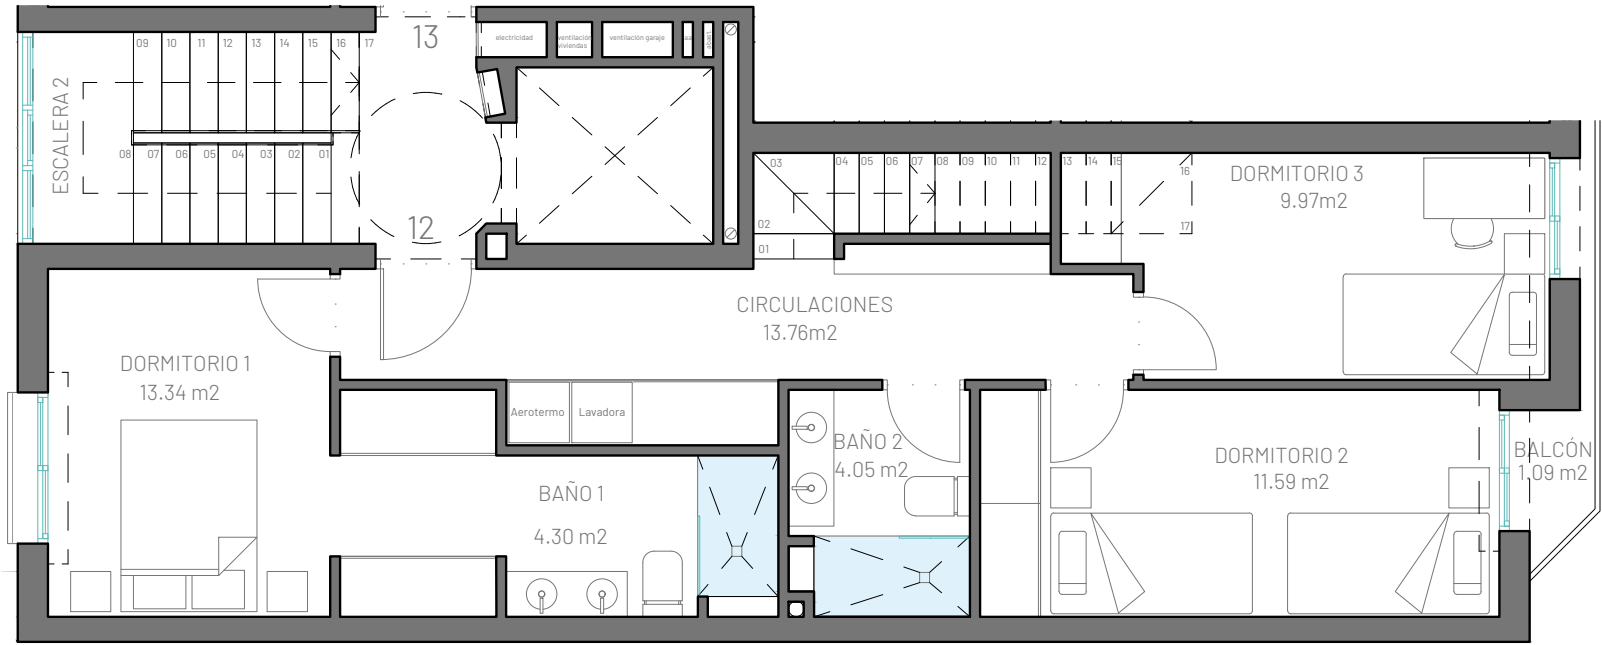 13
09 10 11 12 13 14 15 16 17
ESCALERA 2
08 07 06 05 04 03 02 01
12
electricidad
ventilación
viviendas
ventilación garaje
03 04 05 06 07 08 09 10 11 12 13 14 15
16
17
02
01
DORMITORIO 3
9.97m2
CIRCULACIONES
13.76m2
DORMITORIO 1
13.34 m2
Aerotermo
Lavadora
BAÑO 1
4.30 m2
BAÑO 2
4.05 m2
DORMITORIO 2
11.59 m2
BALCÓN
1.09 m2